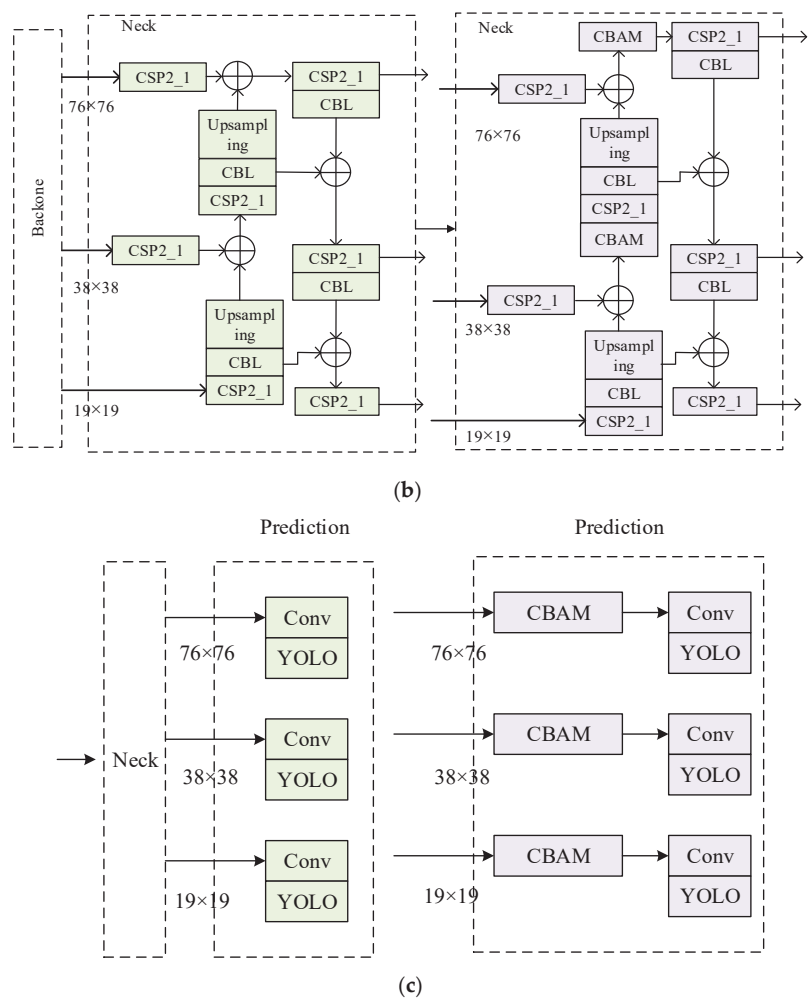 Neck
CSP2_1
76×76
CSP2_1
CBL
Upsampl
ing
CBL
CSP2_1
Backone
CSP2_1
38×38
CSP2_1
CBL
Upsampl
ing
CBL
CSP2_1
19×19
CSP2_1
Neck
CBAM
CSP2_1
CBL
CSP2_1
76×76
Upsampl
ing
CBL
CSP2_1
CBAM
CSP2_1
CBL
CSP2_1
38×38
Upsampl
ing
CBL
CSP2_1
19×19
CSP2_1
(b)
Prediction
Neck
76×76
Conv
YOLO
38×38
Conv
YOLO
19×19
Conv
YOLO
Prediction
76×76
CBAM
Conv
YOLO
38×38
CBAM
Conv
YOLO
19×19
CBAM
Conv
YOLO
(c)